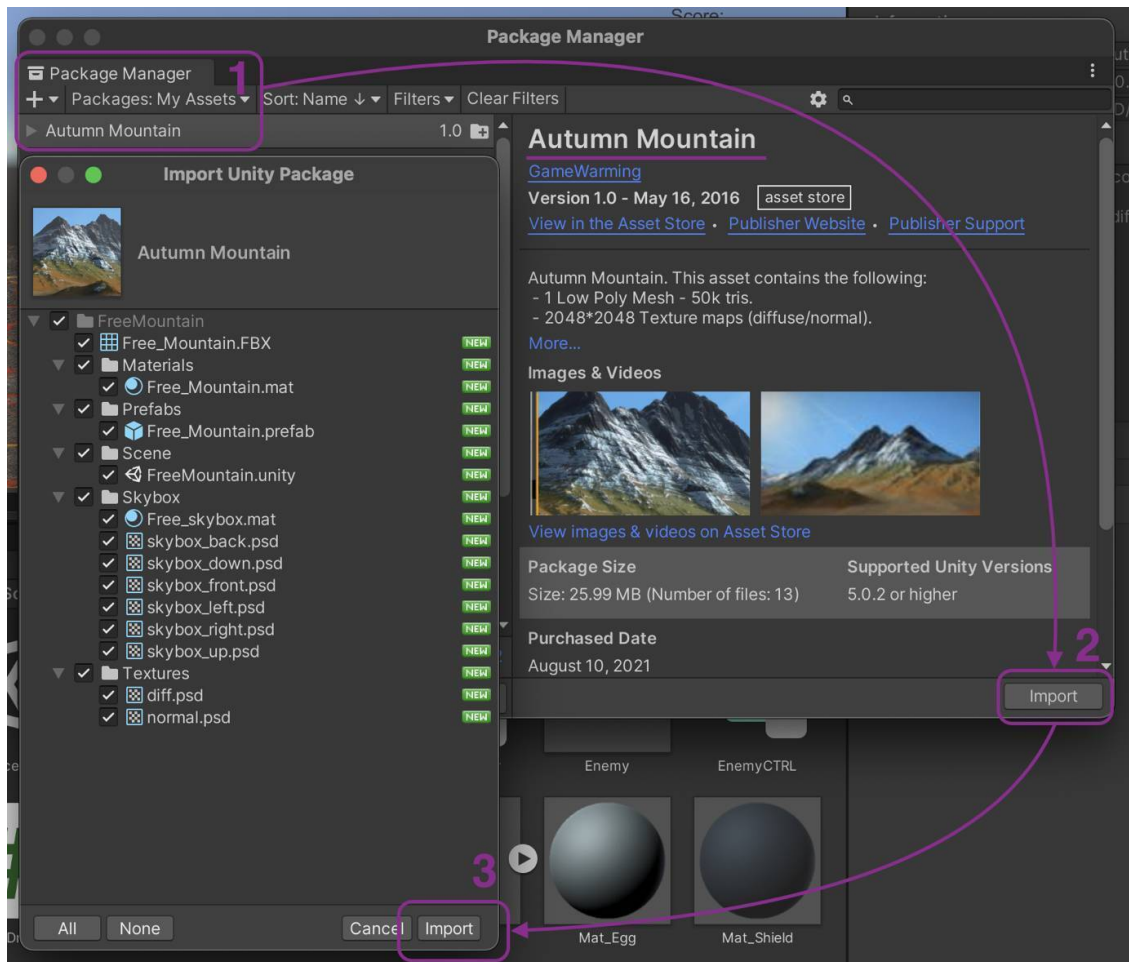 Score:
Package Manager
Package Manager
1
Packages: My Assets
Sort: Name ↓
Filters
Clear Filters
Autumn Mountain 1.0
Import Unity Package
Autumn Mountain
FreeMountain
Free_Mountain.FBX NEW
Materials NEW
Free_Mountain.mat NEW
Prefabs NEW
Free_Mountain.prefab NEW
Scene NEW
FreeMountain.unity NEW
Skybox NEW
Free_skybox.mat NEW
skybox_back.psd NEW
skybox_down.psd NEW
skybox_front.psd NEW
skybox_left.psd NEW
skybox_right.psd NEW
skybox_up.psd NEW
Textures NEW
diff.psd NEW
normal.psd NEW
3
All None Cancel Import
Autumn Mountain
GameWarming
Version 1.0 - May 16, 2016 asset store
View in the Asset Store • Publisher Website • Publisher Support
Autumn Mountain. This asset contains the following:
- 1 Low Poly Mesh - 50k tris.
- 2048*2048 Texture maps (diffuse/normal).
More...
Images & Videos
View images & videos on Asset Store
Package Size Supported Unity Versions
Size: 25.99 MB (Number of files: 13) 5.0.2 or higher
Purchased Date
August 10, 2021
2
Import
Enemy EnemyCTRL
Mat_Egg Mat_Shield